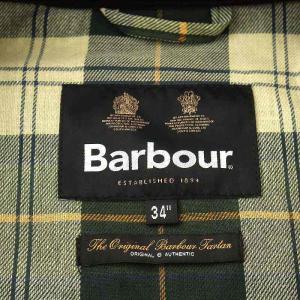 Barbour®
ESTABLISHED 1894
34"
The Original Barbour Tartan
ORIGINAL & AUTHENTIC